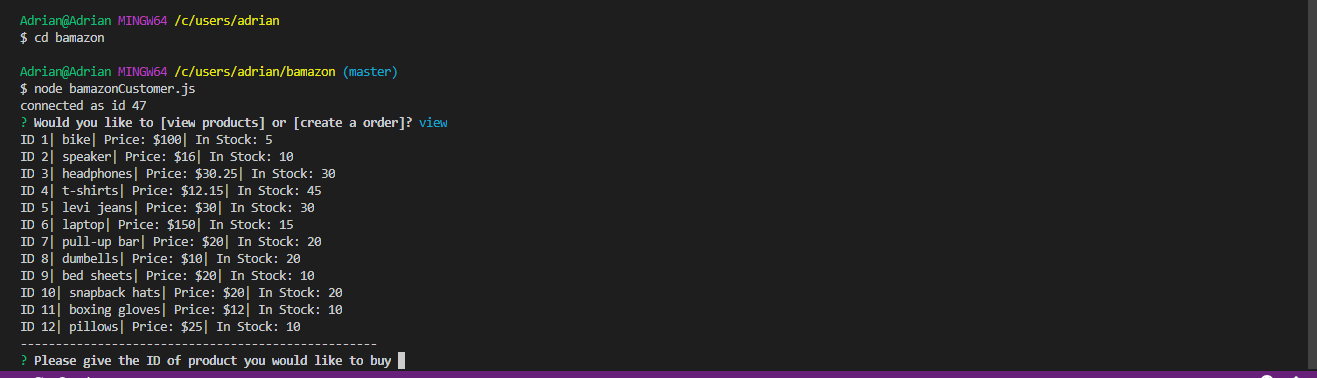 Adrian@Adrian MINGW64 /c/users/adrian
$ cd bamazon
Adrian@Adrian MINGW64 /c/users/adrian/bamazon (master)
$ node bamazonCustomer.js
connected as id 47
? Would you like to [view products] or [create a order]? view
ID 1| bike| Price: $100| In Stock: 5
ID 2| speaker| Price: $16| In Stock: 10
ID 3| headphones| Price: $30.25| In Stock: 30
ID 4| t-shirts| Price: $12.15| In Stock: 45
ID 5| levi jeans| Price: $30| In Stock: 30
ID 6| laptop| Price: $150| In Stock: 15
ID 7| pull-up bar| Price: $20| In Stock: 20
ID 8| dumbells| Price: $10| In Stock: 20
ID 9| bed sheets| Price: $20| In Stock: 10
ID 10| snapback hats| Price: $20| In Stock: 20
ID 11| boxing gloves| Price: $12| In Stock: 10
ID 12| pillows| Price: $25| In Stock: 10
---------------------------------------------------
? Please give the ID of product you would like to buy